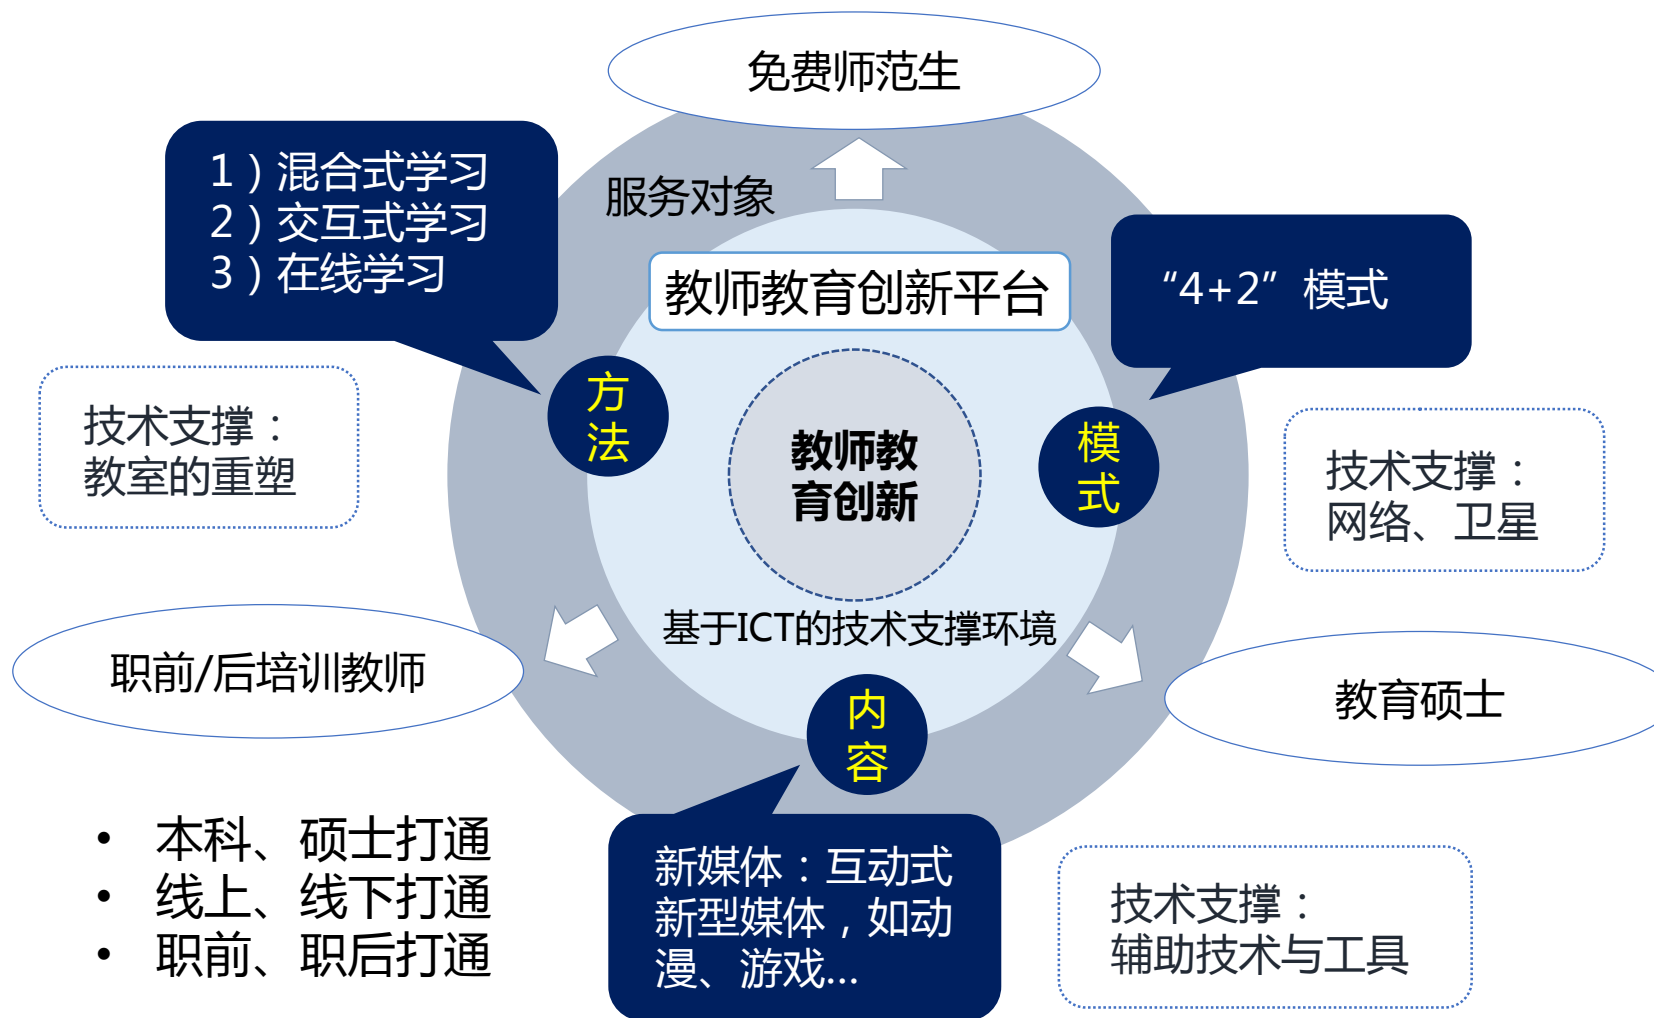 免费师范生
1）混合式学习
2）交互式学习
3）在线学习
服务对象
教师教育创新平台
“4+2”模式
方
法
模
式
教师教
育创新
技术支撑：
教室的重塑
技术支撑：
网络、卫星
基于ICT的技术支撑环境
职前/后培训教师
教育硕士
内
容
• 本科、硕士打通
• 线上、线下打通
• 职前、职后打通
新媒体：互动式
新型媒体，如动
漫、游戏…
技术支撑：
辅助技术与工具